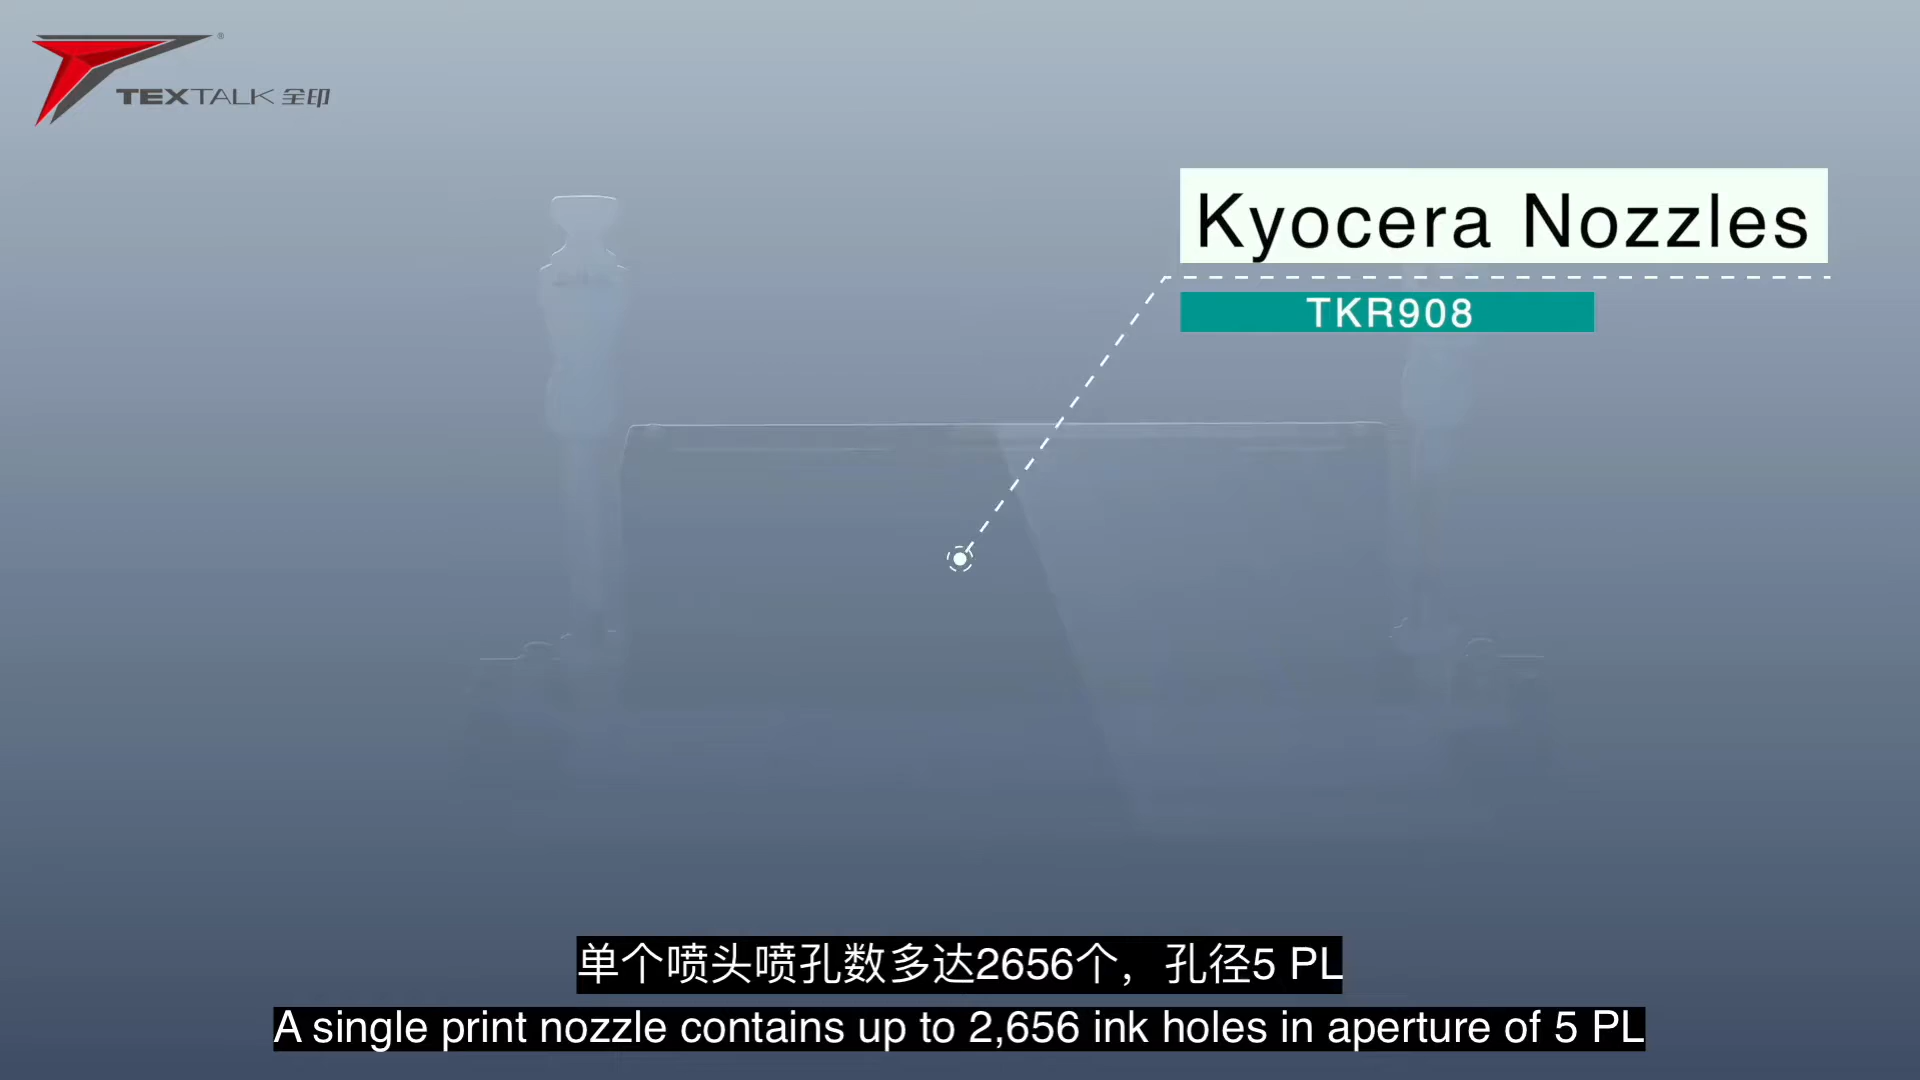 TEXTALK 全印
Kyocera Nozzles
TKR908
单个喷头喷孔数多达2656个，孔径5 PL
A single print nozzle contains up to 2,656 ink holes in aperture of 5 PL